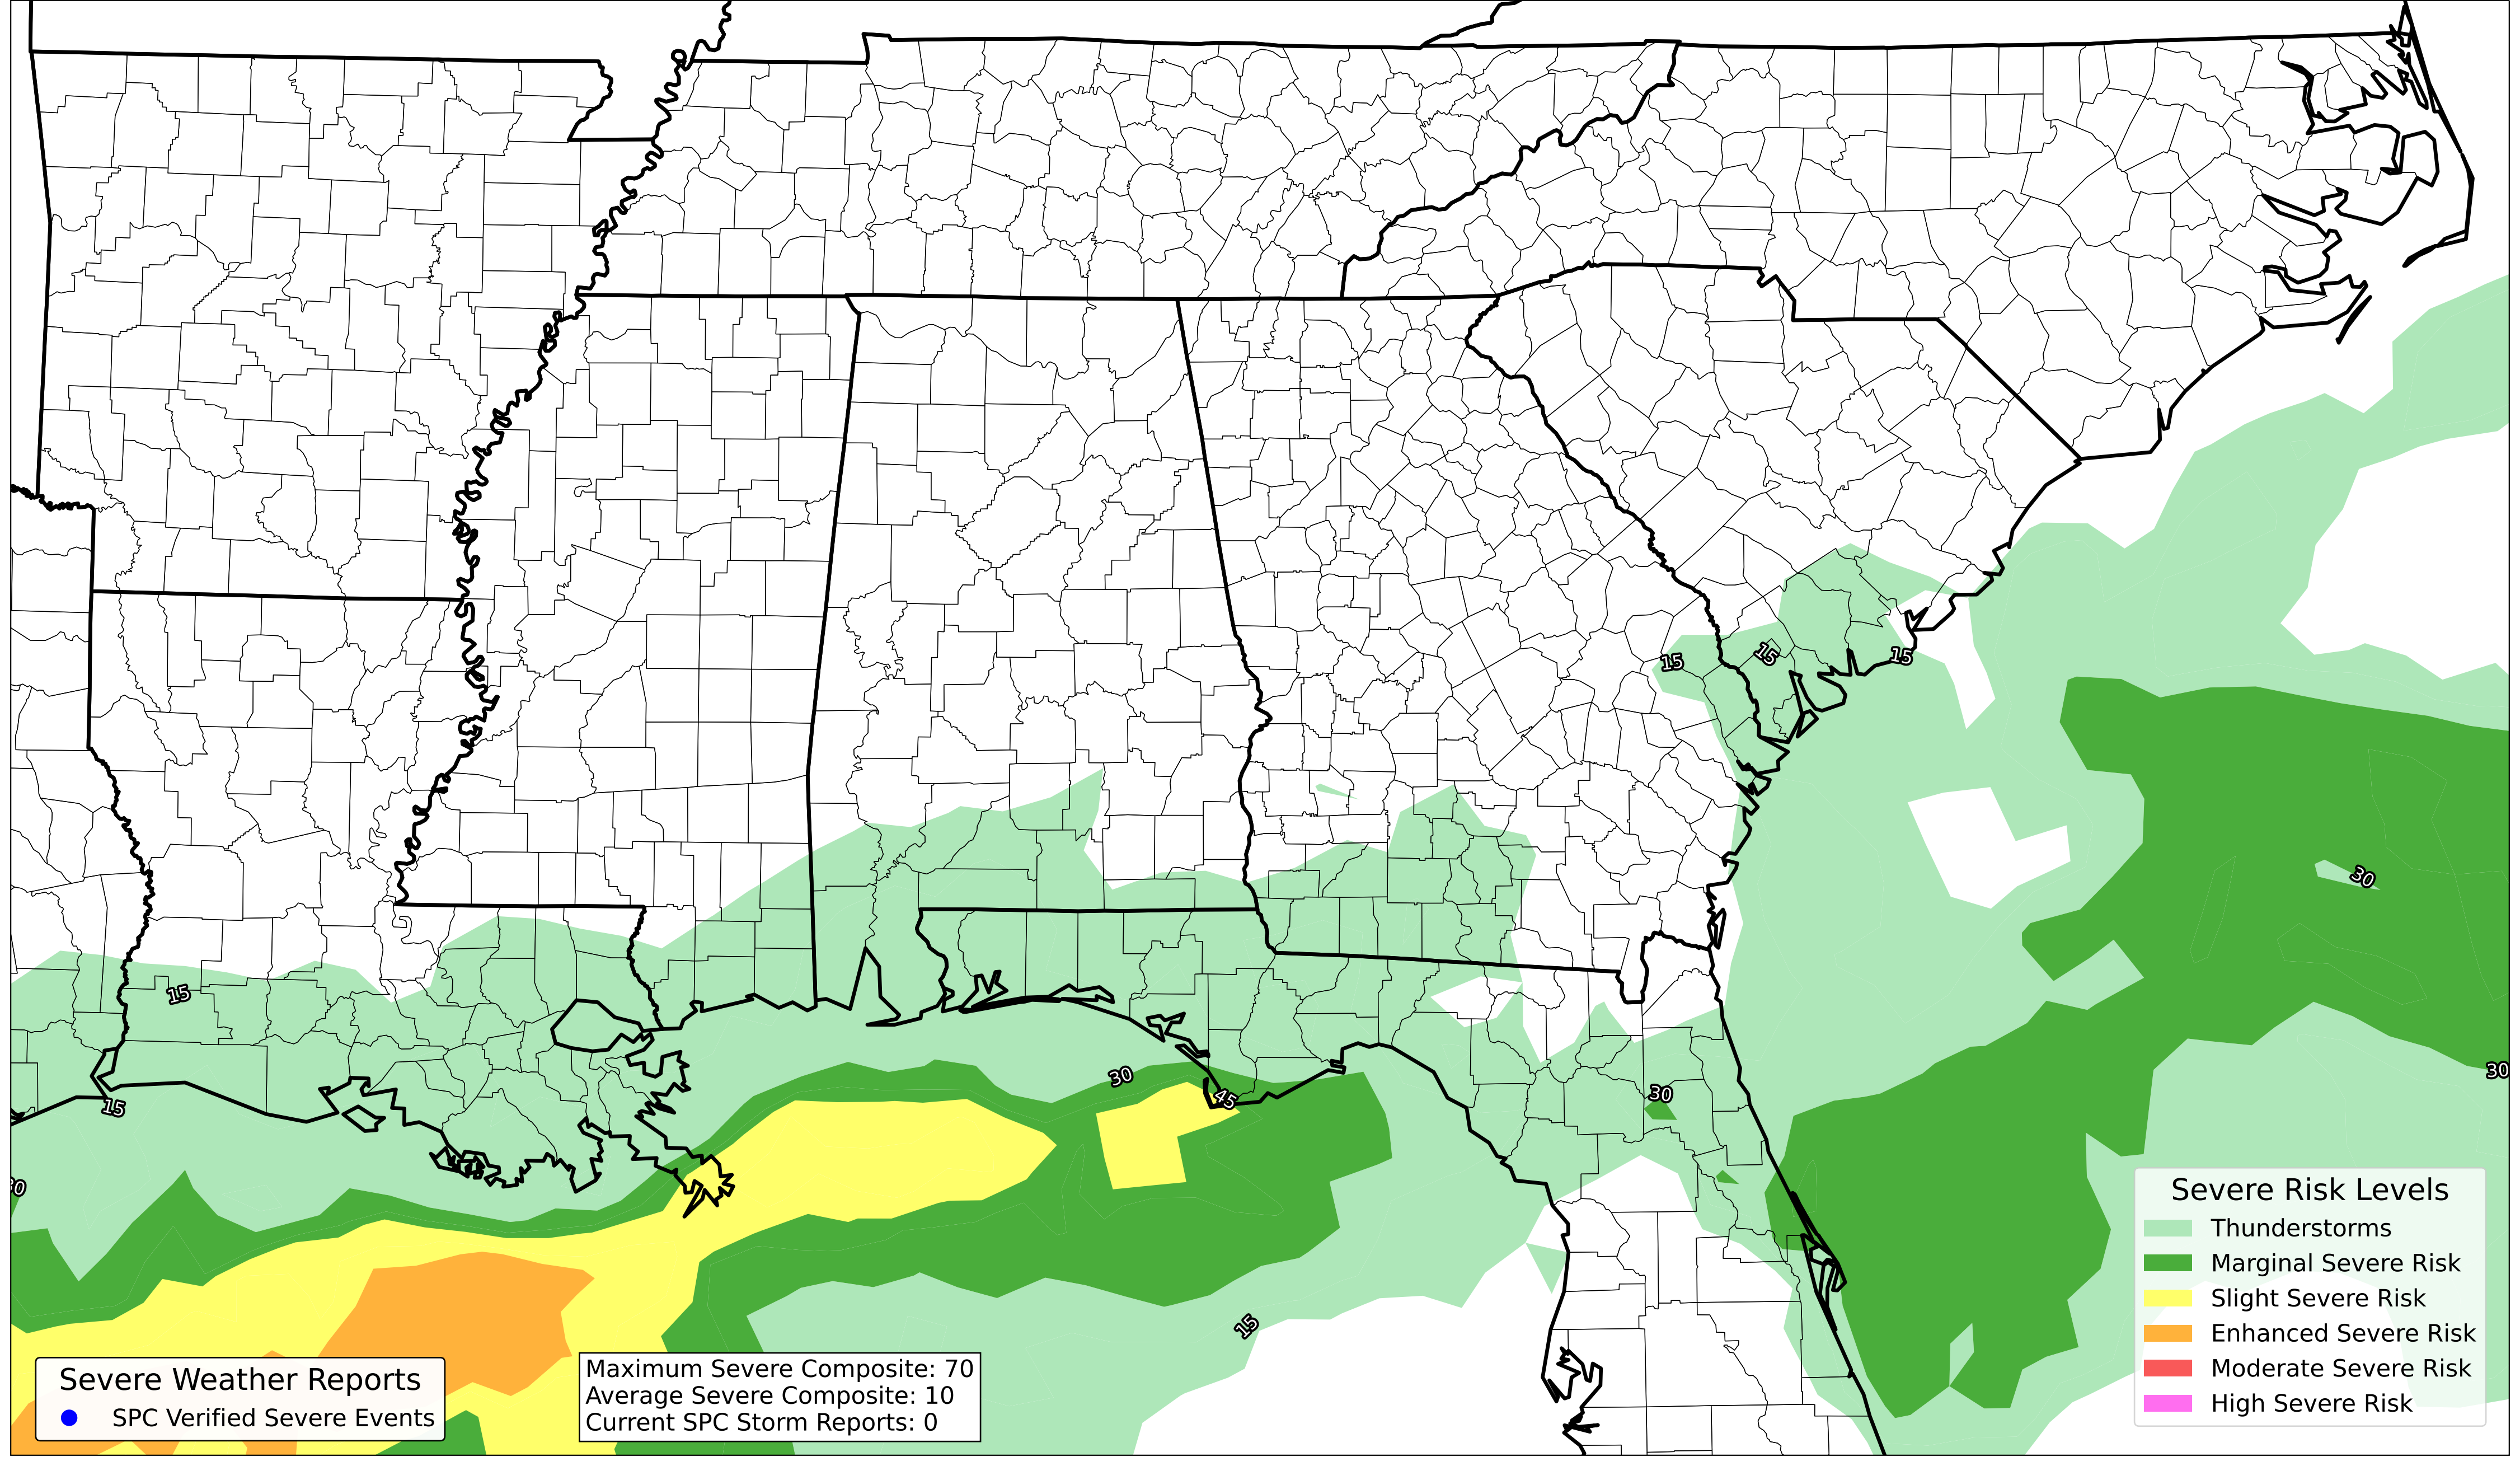 15
15
15
30
15
15
30
45
30
30
15
30
15
Severe Risk Levels
Thunderstorms
Marginal Severe Risk
Slight Severe Risk
Enhanced Severe Risk
Moderate Severe Risk
High Severe Risk
Severe Weather Reports
SPC Verified Severe Events
Maximum Severe Composite: 70
Average Severe Composite: 10
Current SPC Storm Reports: 0